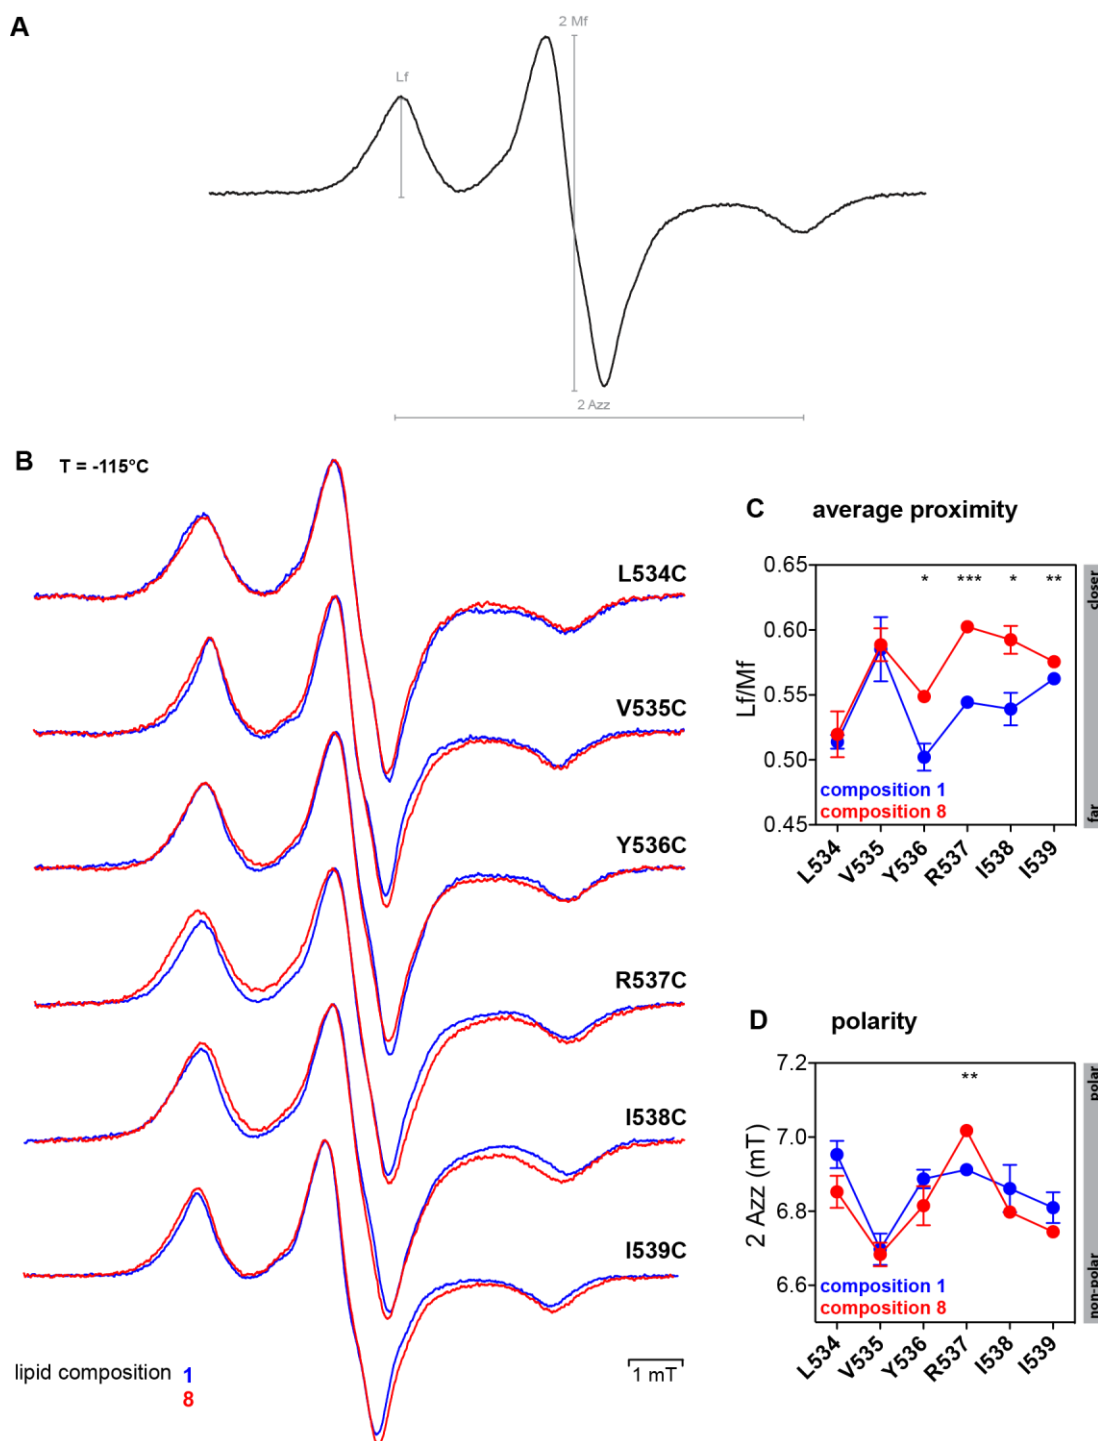 A
2 Mf
Lf
2 Azz
B
T = -115°C
L534C
V535C
Y536C
R537C
I538C
I539C
lipid composition 1
8
1 mT
C
average proximity
Lf/Mf
0.65
0.60
0.55
0.50
0.45
* *** * **
composition 1
composition 8
closer
far
L534 V535 Y536 R537 I538 I539
D
polarity
2 Azz (mT)
7.2
7.0
6.8
6.6
**
composition 1
composition 8
polar
non-polar
L534 V535 Y536 R537 I538 I539